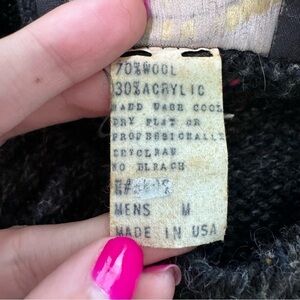 70%WOOL
30%ACRYLIC
HAND WASH COOL
DRY FLAT OR
PROFESSIONALLY
DRYCLEAN
NO BLEACH
MENS M
MADE IN USA